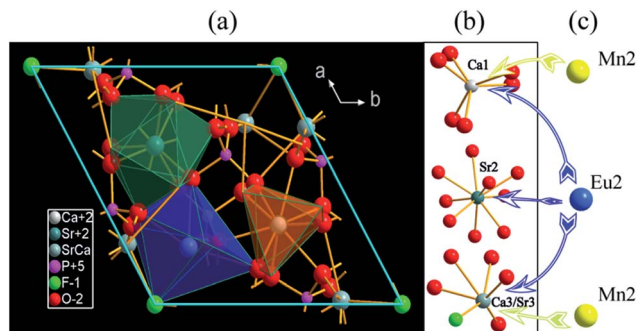 (a)
(b)
(c)
a
b
Ca+2
Sr+2
SrCa
P+5
F-1
O-2
Ca1
Sr2
Ca3/Sr3
Mn2
Eu2
Mn2